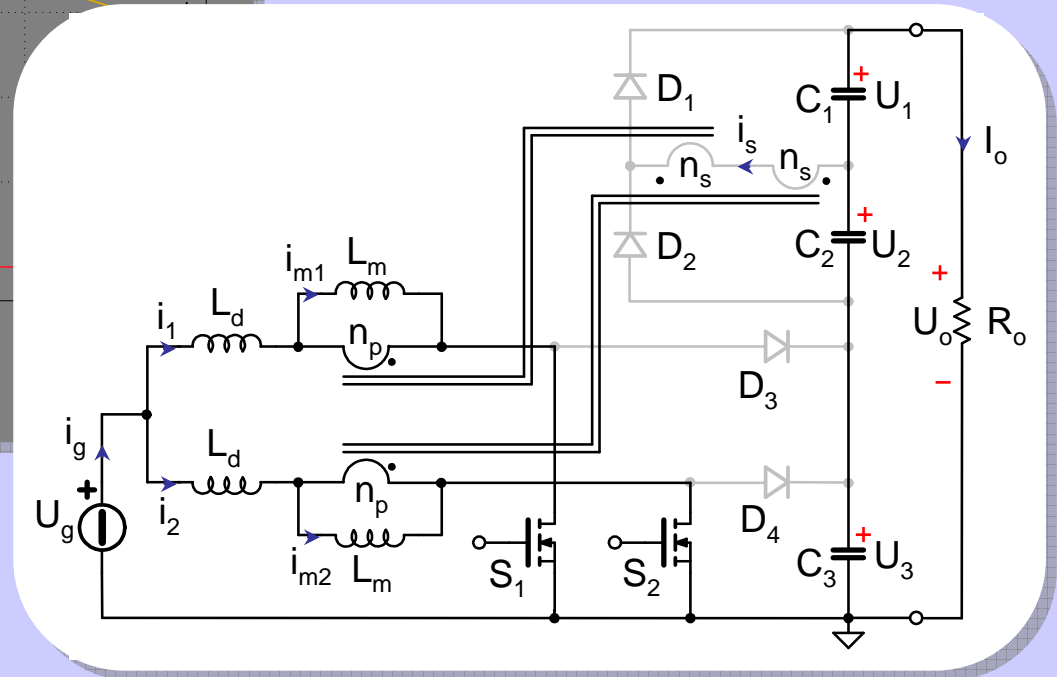 D1
C1
+
U1
is
Io
ns
ns
D2
C2
+
U2
im1
Lm
Ld
i1
np
+
Uo
Ro
−
D3
ig
Ld
i2
np
+
Ug
im2
Lm
S1
S2
D4
C3
+
U3